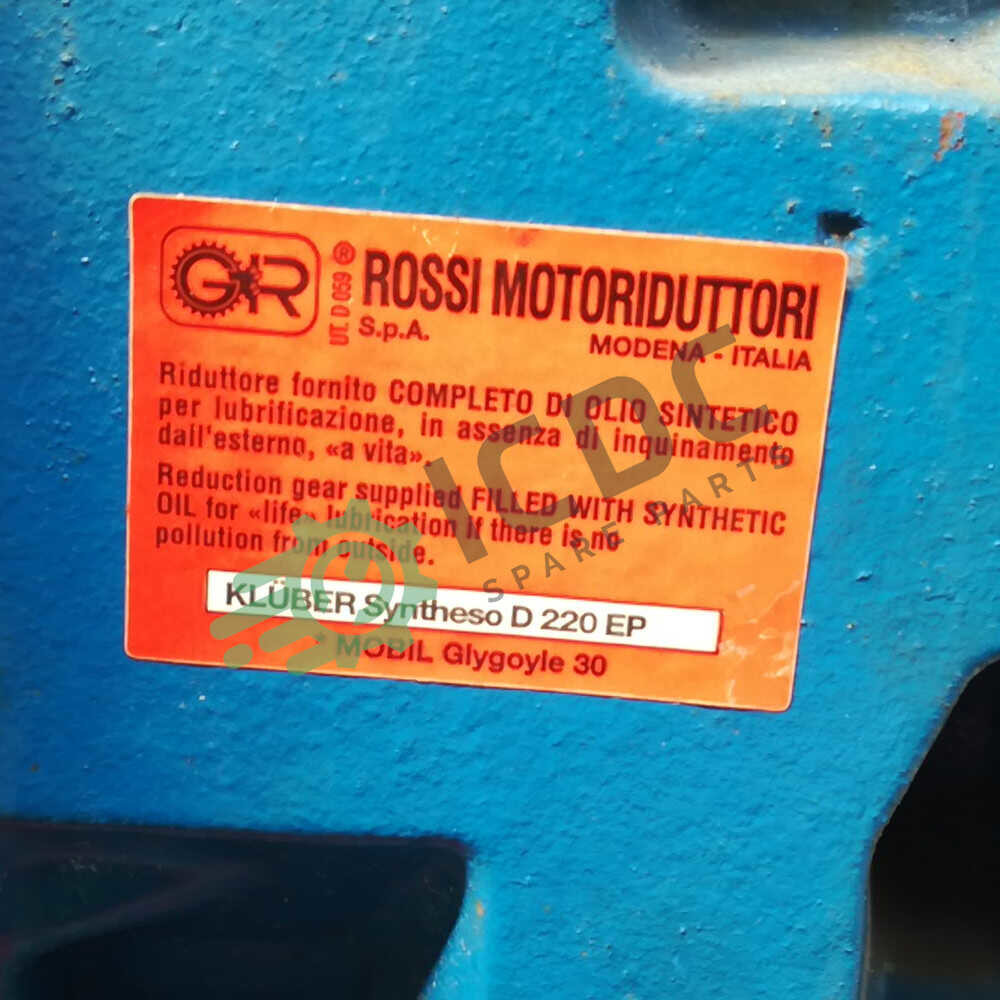 GR
UT. D 059 ®
ROSSI MOTORIDUTTORI
S.p.A.
MODENA - ITALIA
Riduttore fornito COMPLETO DI OLIO SINTETICO
per lubrificazione, in assenza di inquinamento
dall'esterno, «a vita».
Reduction gear supplied FILLED WITH SYNTHETIC
OIL for «life» lubrication if there is no
pollution from outside.
KLÜBER Syntheso D 220 EP
* MOBIL Glygoyle 30
ICDC
SPARE PARTS